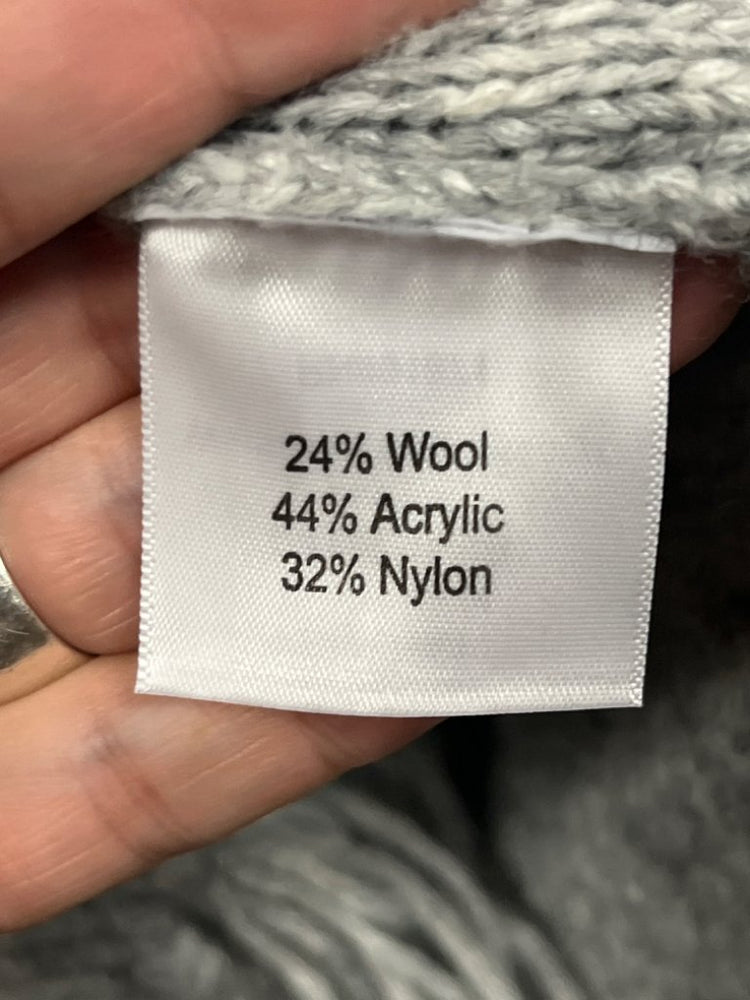 24% Wool
44% Acrylic
32% Nylon